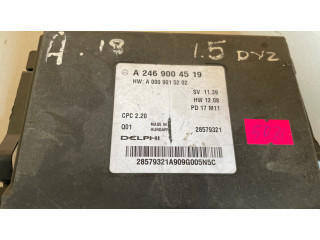 18
1.5 DYZ
A 246 900 45 19
HW: A 000 901 52 02
SV 11.39
HW 12.08
PD 17 M11
CPC 2.20
Q01
MADE IN
HUNGARY
28579321
DELPHI
28579321A909G005N5C